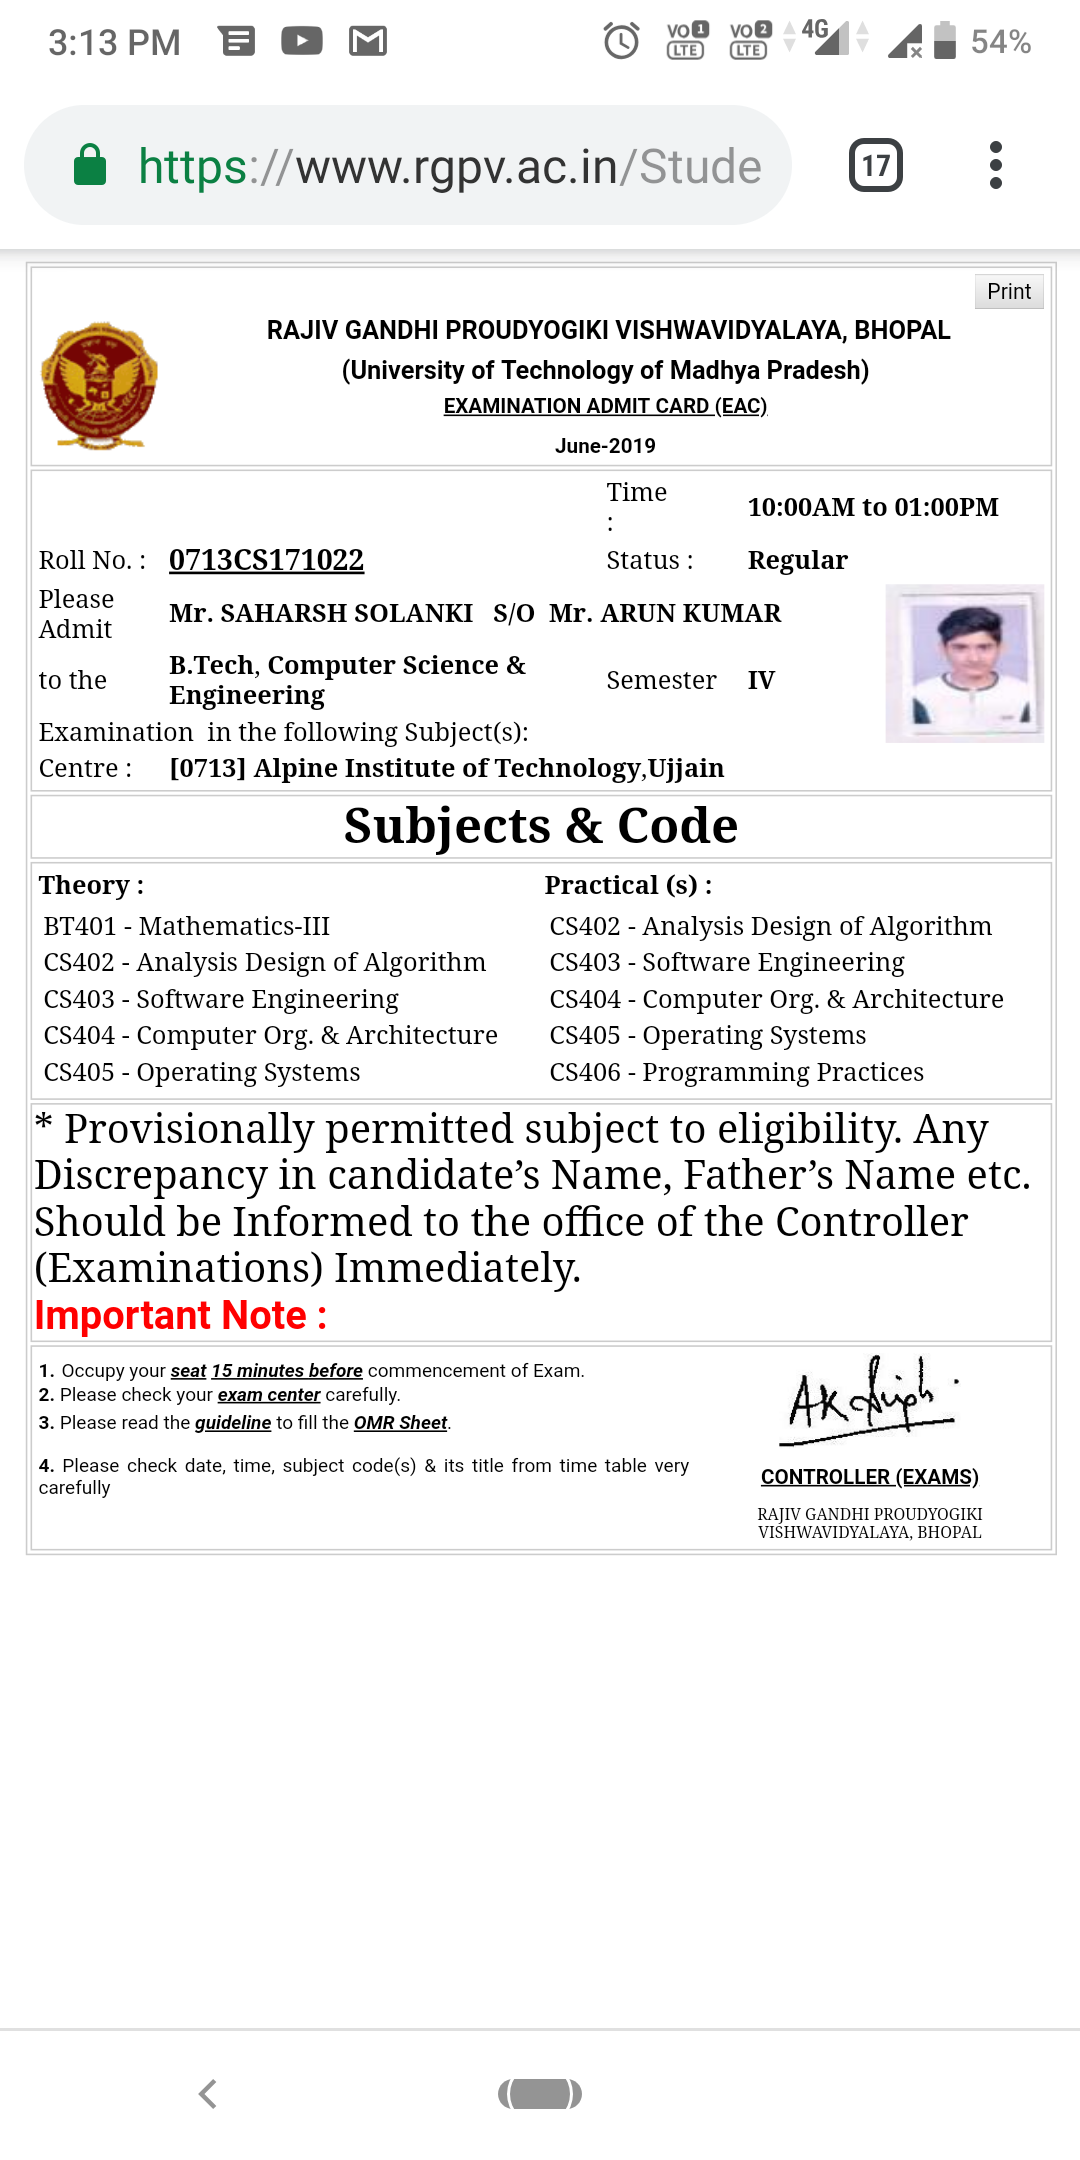 3:13 PM VO 1 LTE VO 2 LTE 4G 54%
https://www.rgpv.ac.in/Stude 17
Print
RAJIV GANDHI PROUDYOGIKI VISHWAVIDYALAYA, BHOPAL
(University of Technology of Madhya Pradesh)
EXAMINATION ADMIT CARD (EAC)
June-2019
Time : 10:00AM to 01:00PM
Roll No. : 0713CS171022 Status : Regular
Please Admit Mr. SAHARSH SOLANKI S/O Mr. ARUN KUMAR
to the B.Tech, Computer Science & Engineering Semester IV
Examination in the following Subject(s):
Centre : [0713] Alpine Institute of Technology,Ujjain
Subjects & Code
Theory : Practical (s) :
BT401 - Mathematics-III CS402 - Analysis Design of Algorithm
CS402 - Analysis Design of Algorithm CS403 - Software Engineering
CS403 - Software Engineering CS404 - Computer Org. & Architecture
CS404 - Computer Org. & Architecture CS405 - Operating Systems
CS405 - Operating Systems CS406 - Programming Practices
* Provisionally permitted subject to eligibility. Any
Discrepancy in candidate’s Name, Father’s Name etc.
Should be Informed to the office of the Controller
(Examinations) Immediately.
Important Note :
1. Occupy your seat 15 minutes before commencement of Exam.
2. Please check your exam center carefully.
3. Please read the guideline to fill the OMR Sheet.
4. Please check date, time, subject code(s) & its title from time table very
carefully
CONTROLLER (EXAMS)
RAJIV GANDHI PROUDYOGIKI
VISHWAVIDYALAYA, BHOPAL